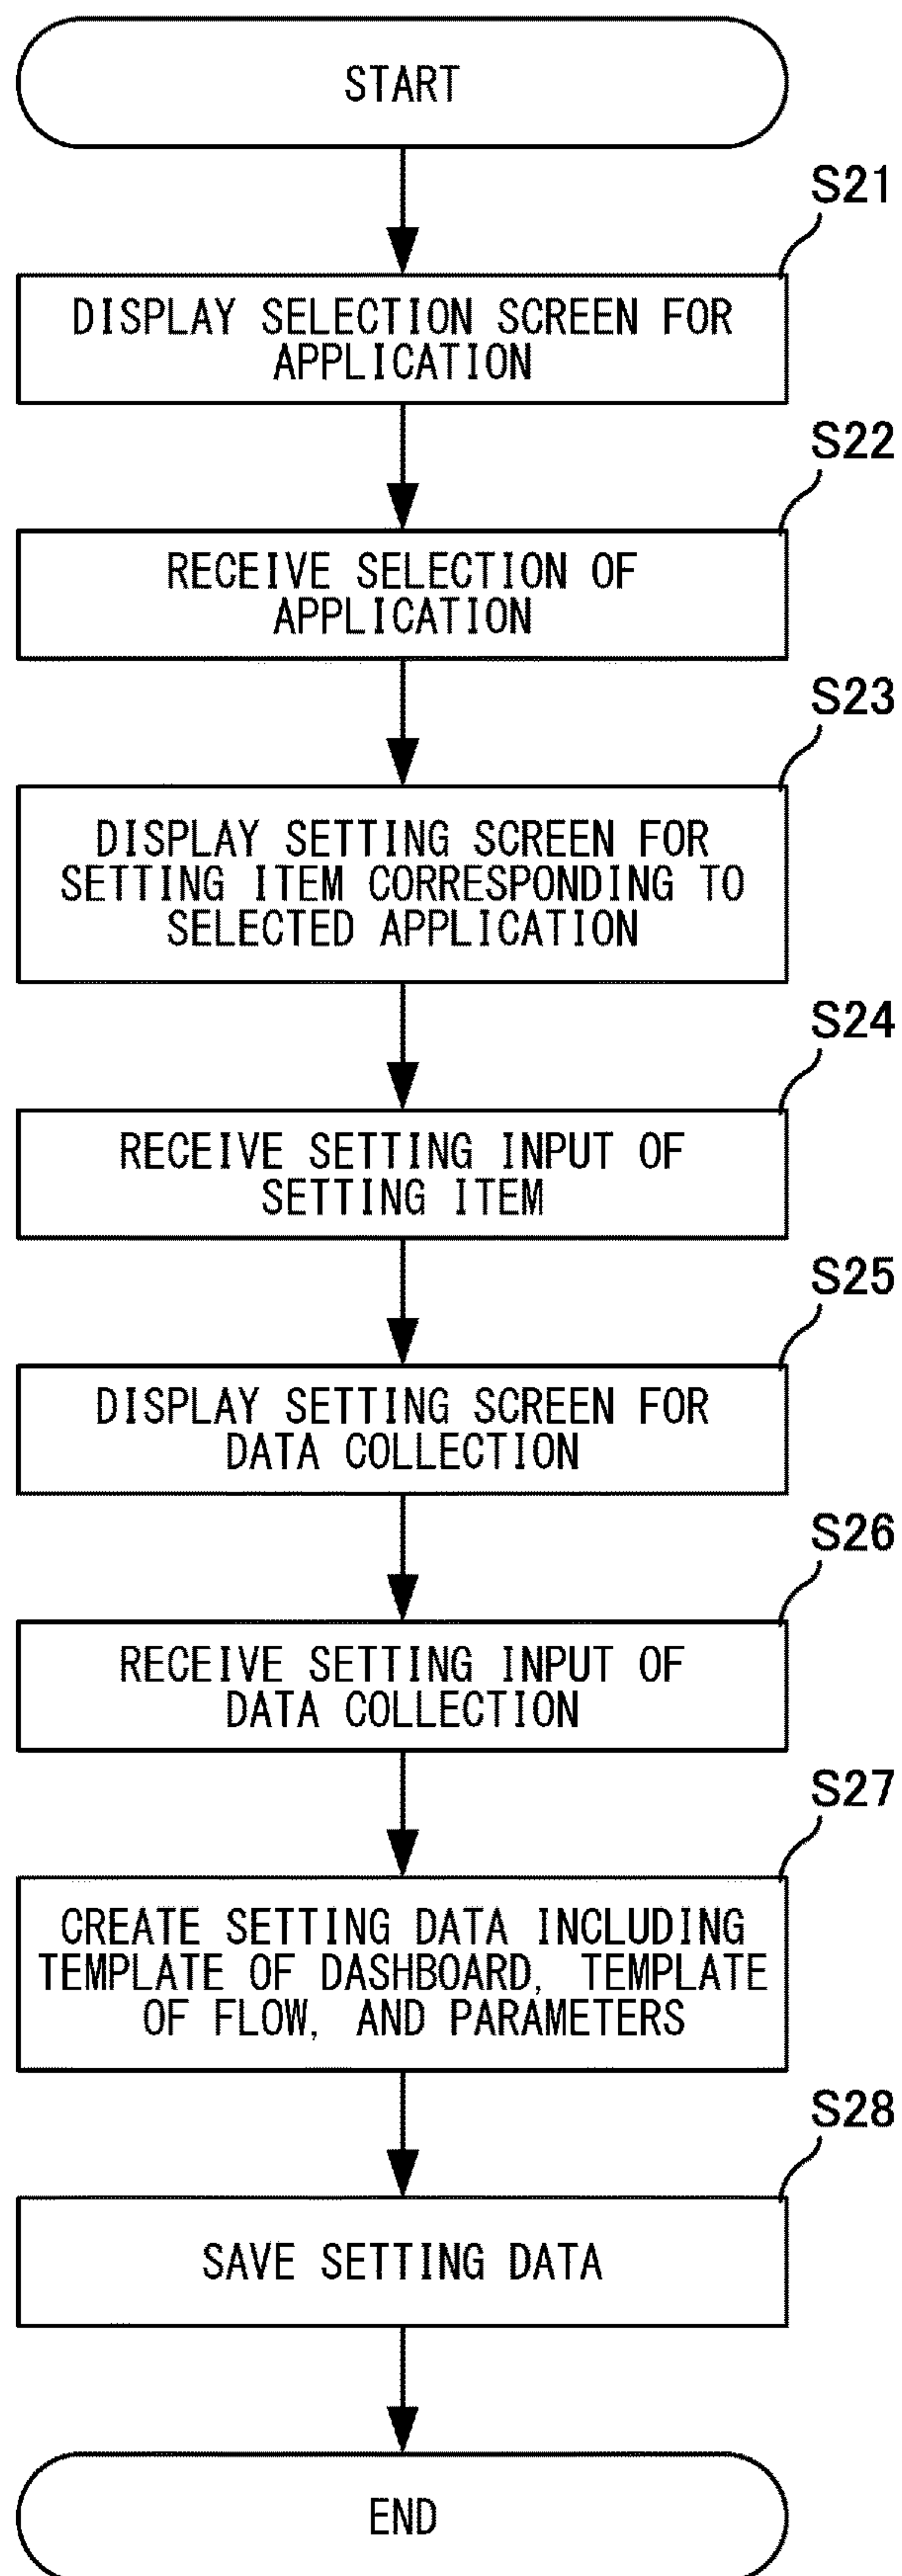 START
S21
DISPLAY SELECTION SCREEN FOR
APPLICATION
S22
RECEIVE SELECTION OF
APPLICATION
S23
DISPLAY SETTING SCREEN FOR
SETTING ITEM CORRESPONDING TO
SELECTED APPLICATION
S24
RECEIVE SETTING INPUT OF
SETTING ITEM
S25
DISPLAY SETTING SCREEN FOR
DATA COLLECTION
S26
RECEIVE SETTING INPUT OF
DATA COLLECTION
S27
CREATE SETTING DATA INCLUDING
TEMPLATE OF DASHBOARD, TEMPLATE
OF FLOW, AND PARAMETERS
S28
SAVE SETTING DATA
END